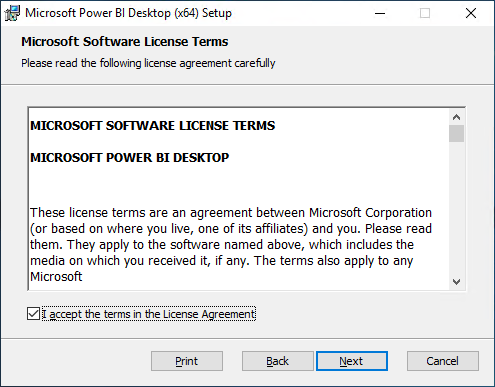 Microsoft Power BI Desktop (x64) Setup
Microsoft Software License Terms
Please read the following license agreement carefully
MICROSOFT SOFTWARE LICENSE TERMS
MICROSOFT POWER BI DESKTOP
These license terms are an agreement between Microsoft Corporation
(or based on where you live, one of its affiliates) and you. Please read
them. They apply to the software named above, which includes the
media on which you received it, if any. The terms also apply to any
Microsoft
I accept the terms in the License Agreement
Print Back Next Cancel